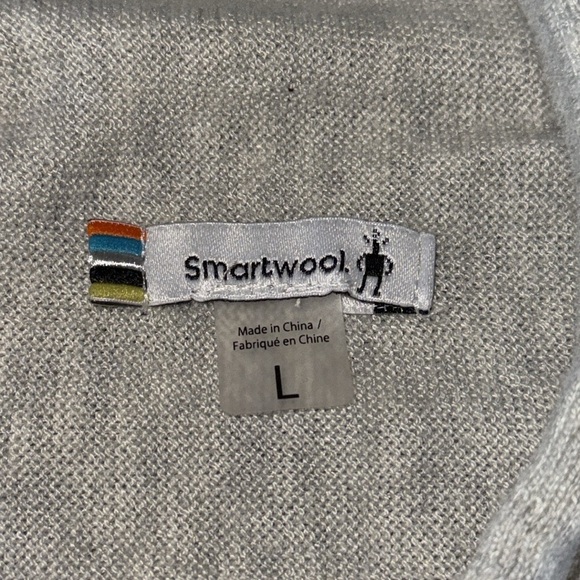 Smartwool.
Made in China /
Fabriqué en Chine
L